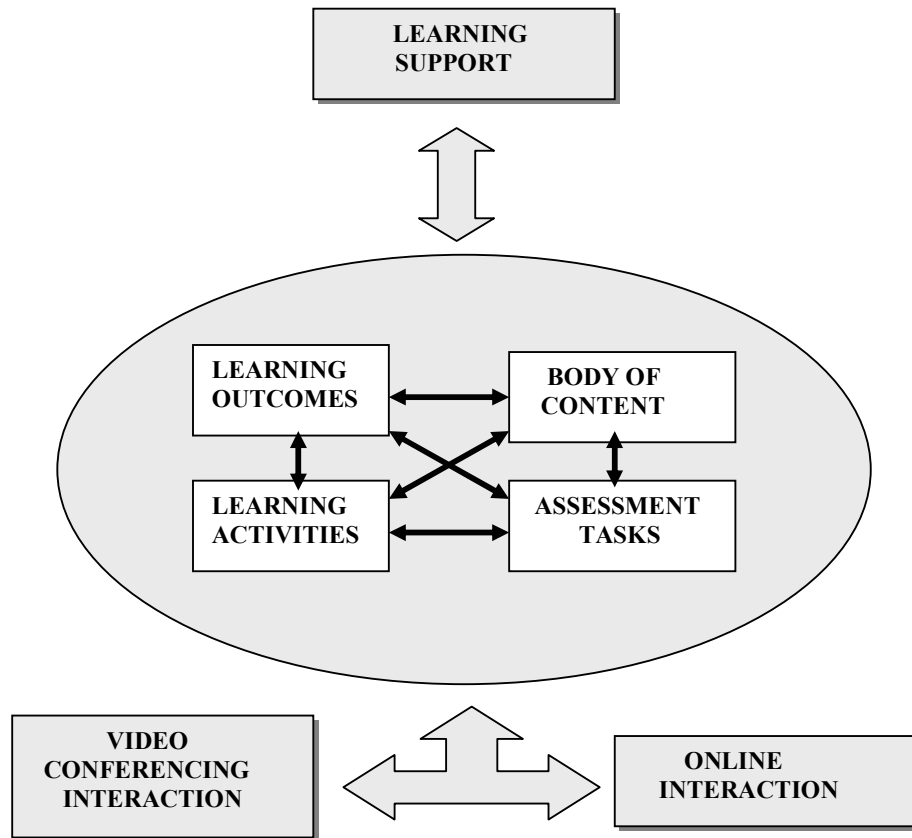 LEARNING
SUPPORT
LEARNING
OUTCOMES
BODY OF
CONTENT
LEARNING
ACTIVITIES
ASSESSMENT
TASKS
VIDEO
CONFERENCING
INTERACTION
ONLINE
INTERACTION